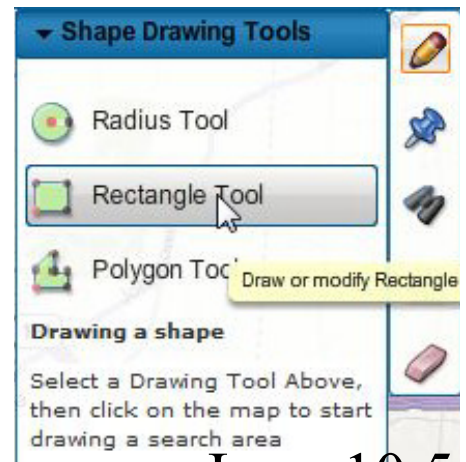 Shape Drawing Tools
Radius Tool
Rectangle Tool
Polygon Too
Draw or modify Rectangle
Drawing a shape
Select a Drawing Tool Above,
then click on the map to start
drawing a search area